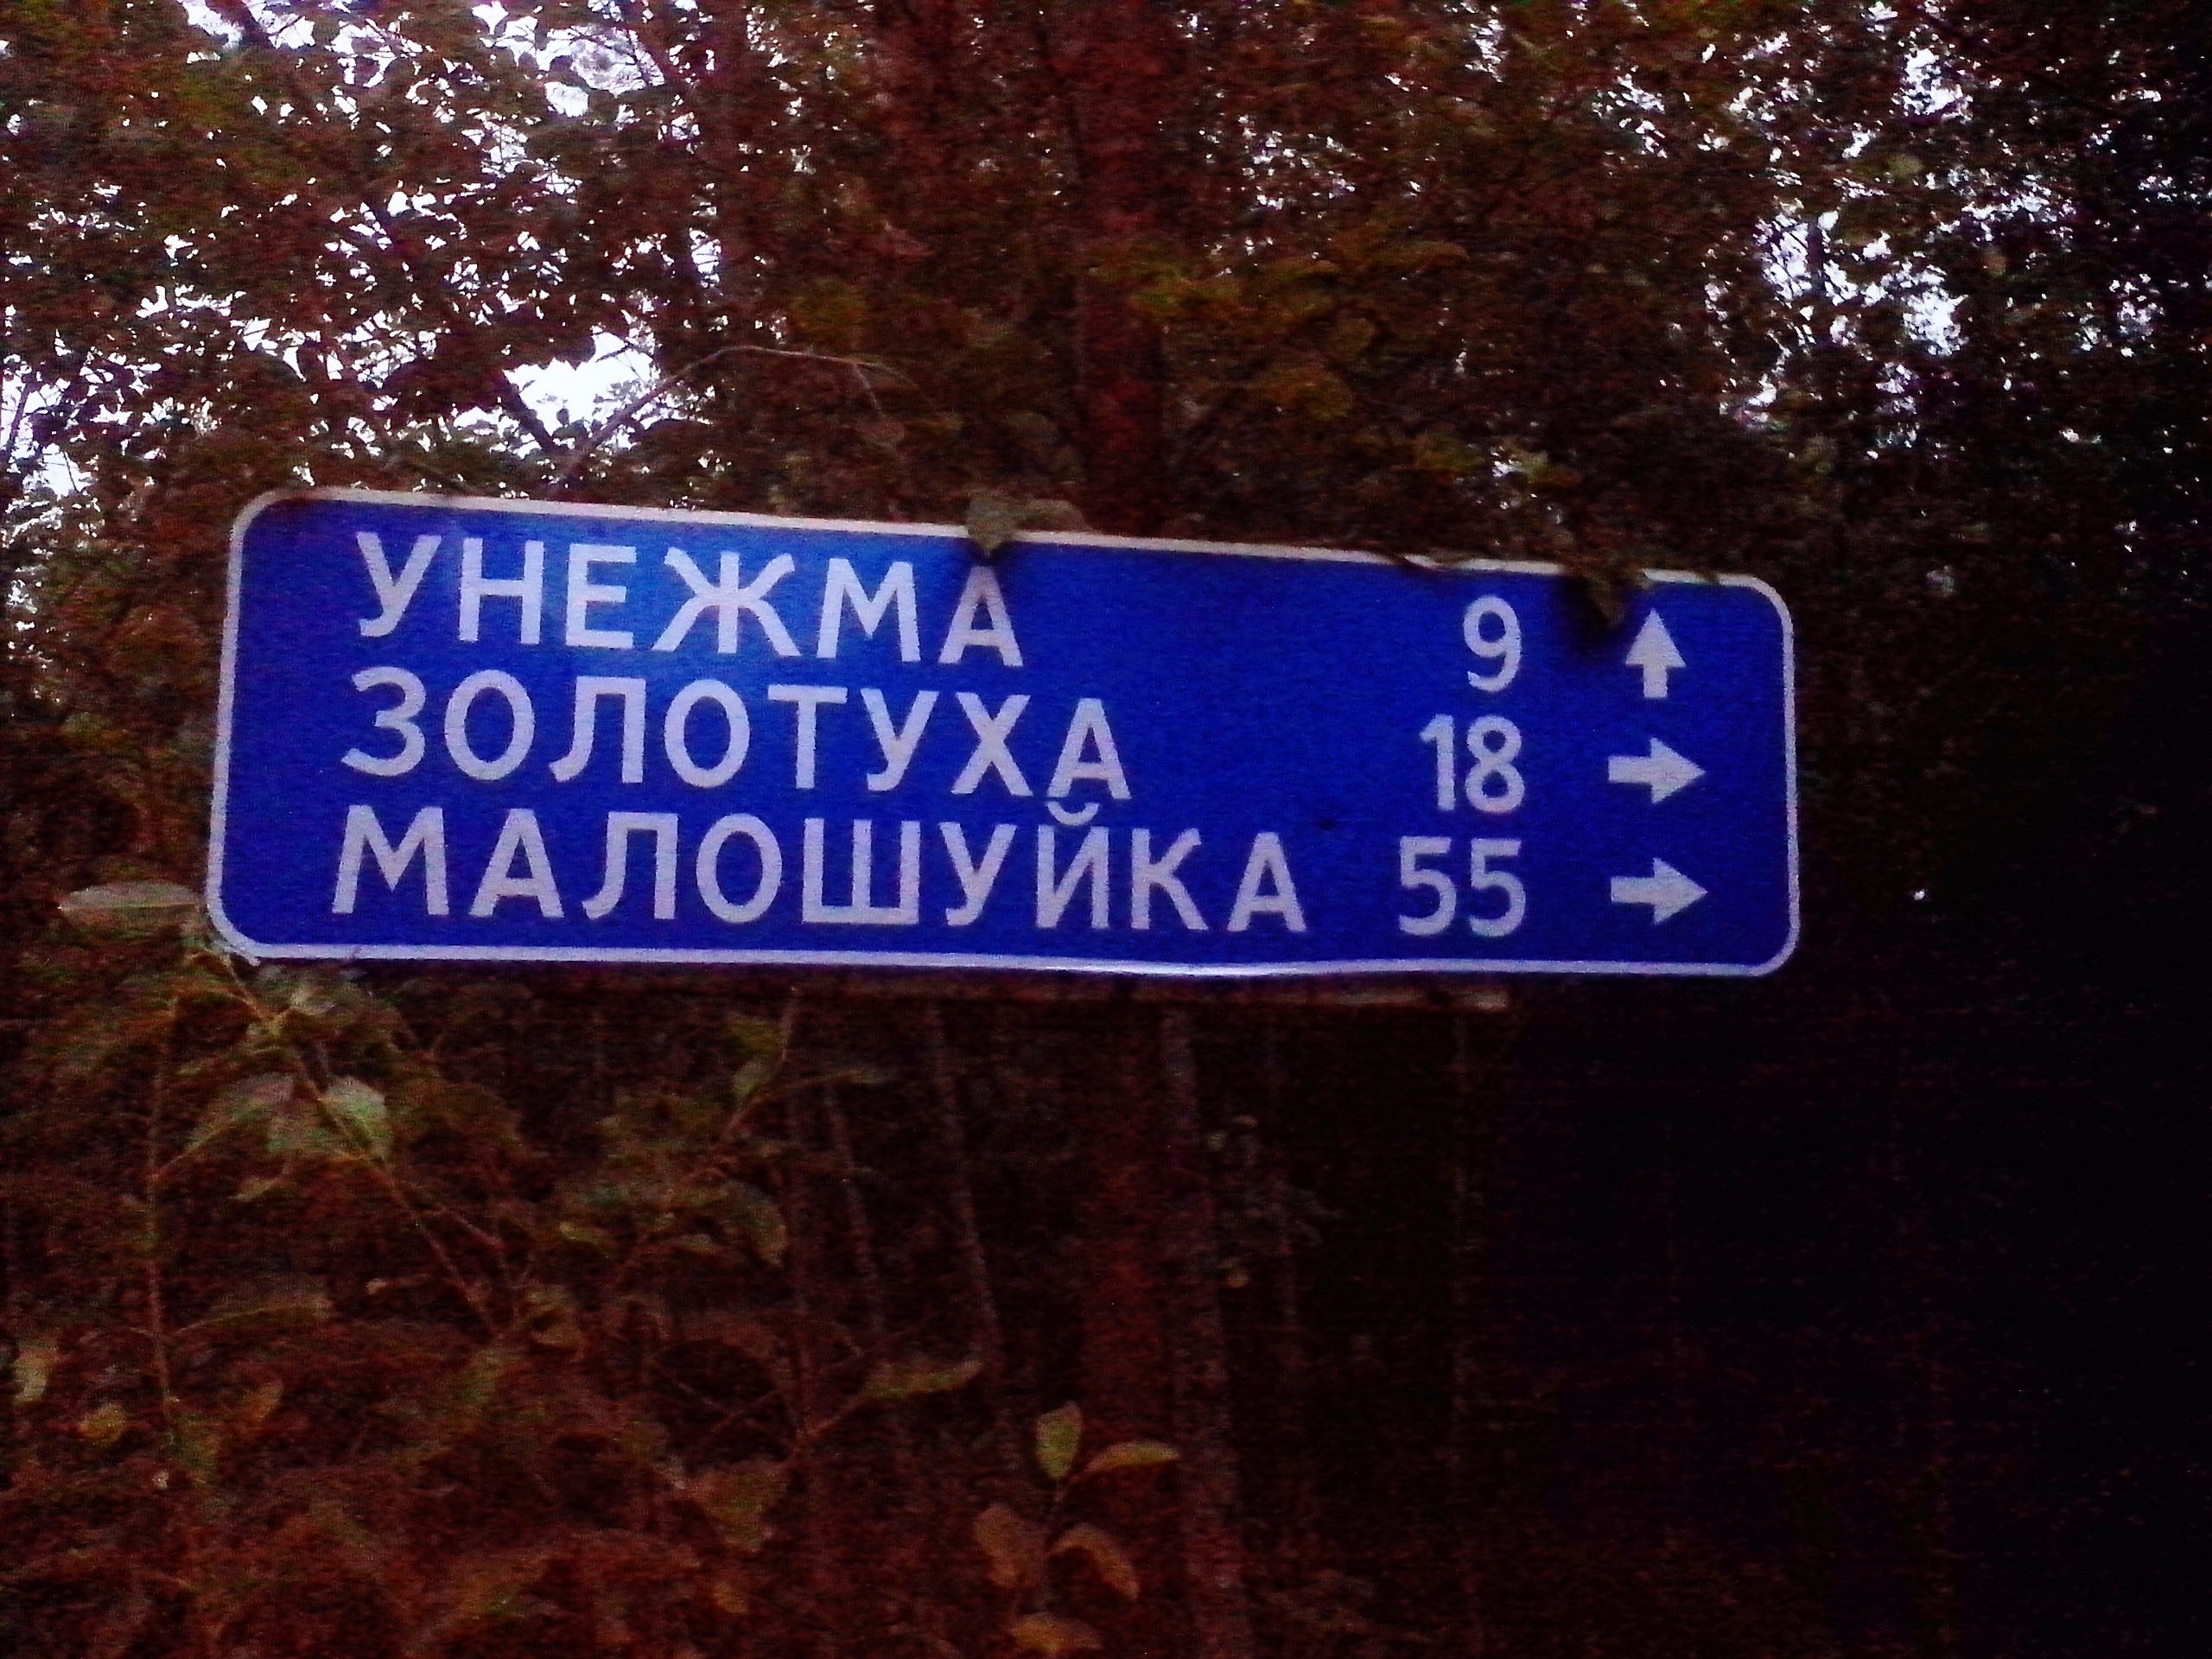 УНЕЖМА 9 ↑
ЗОЛОТУХА 18 →
МАЛОШУЙКА 55 →